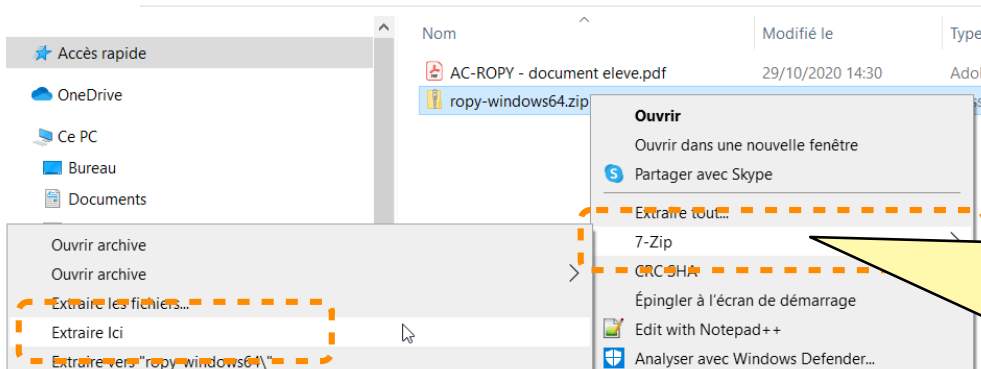 Nom Modifié le Type
Accès rapide
AC-ROPY - document eleve.pdf 29/10/2020 14:30
OneDrive
ropy-windows64.zip
Ouvrir
Ce PC
Ouvrir dans une nouvelle fenêtre
Bureau
Partager avec Skype
Documents
Extraire tout...
Ouvrir archive
7-Zip
Ouvrir archive
CRC SHA
Extraire les fichiers...
Épingler à l'écran de démarrage
Extraire Ici
Edit with Notepad++
Extraire vers "ropy-windows64\"
Analyser avec Windows Defender...